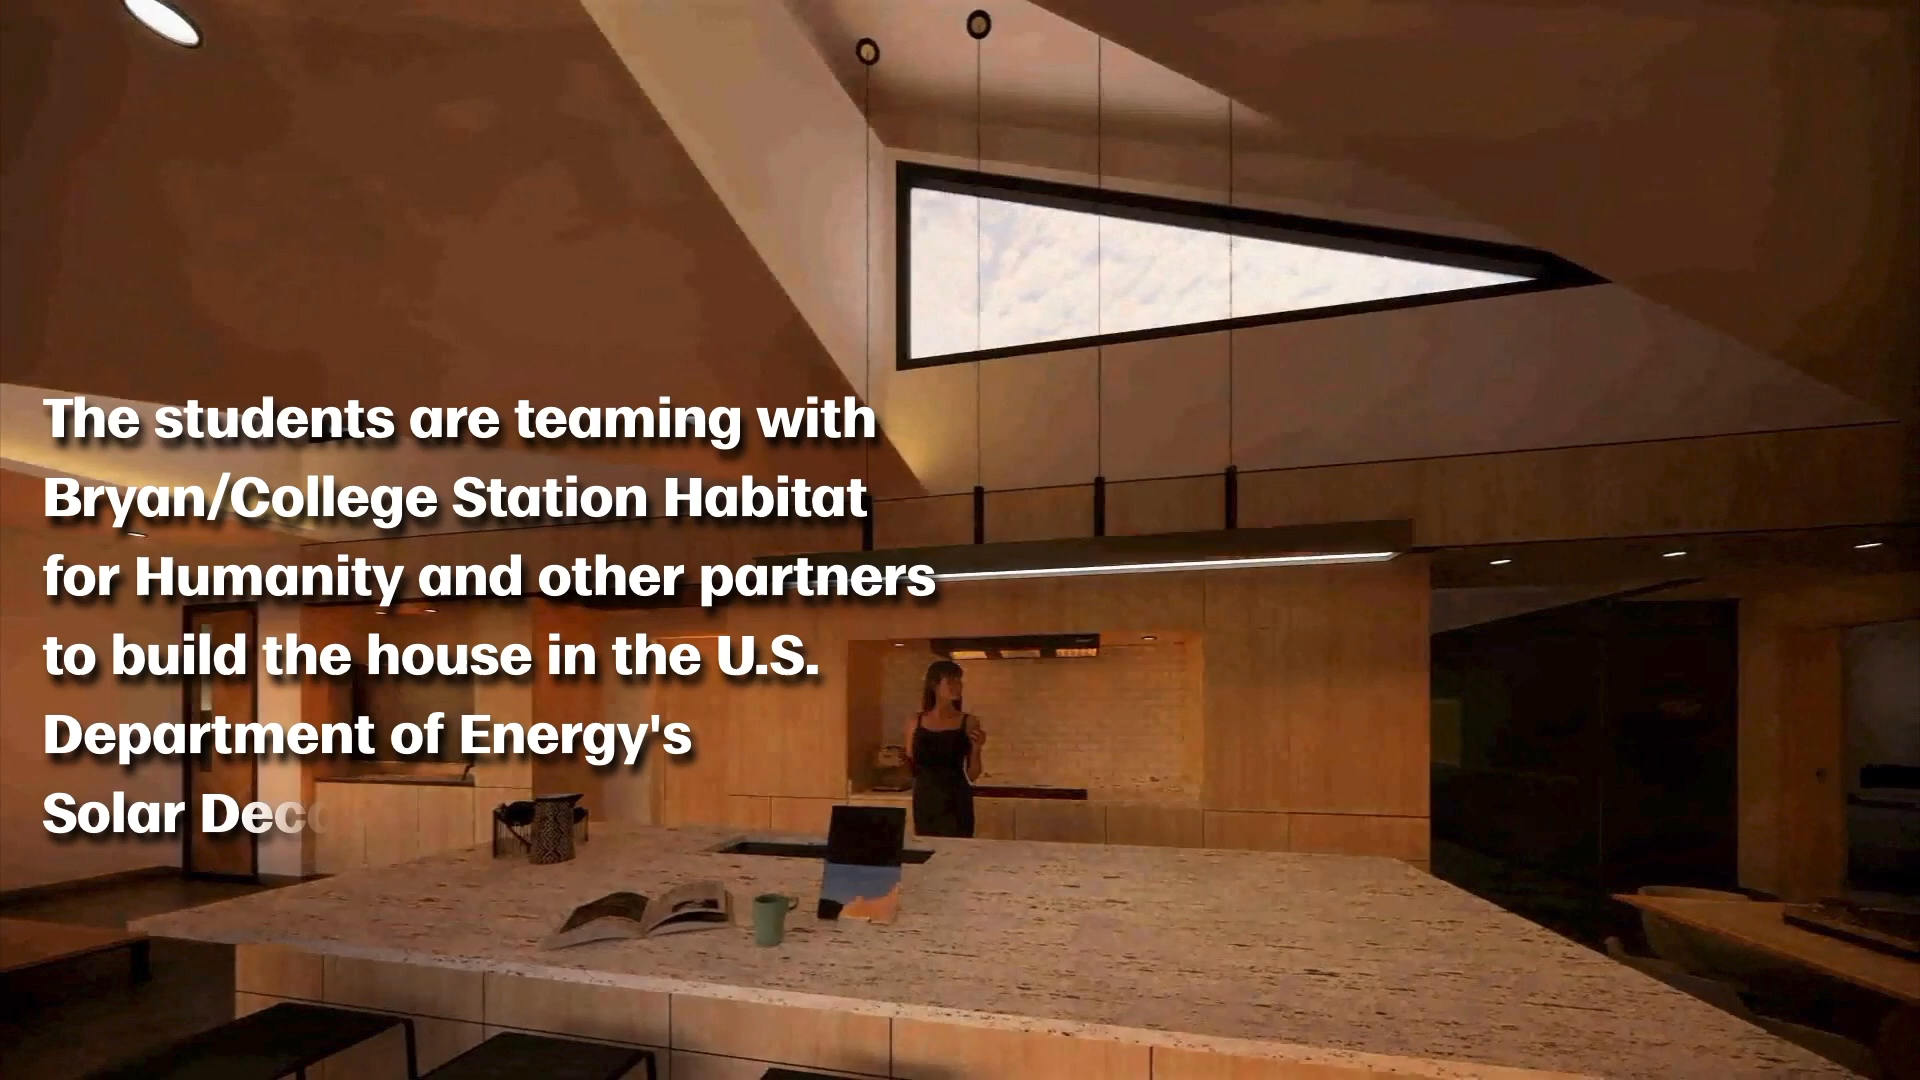 The students are teaming with
Bryan/College Station Habitat
for Humanity and other partners
to build the house in the U.S.
Department of Energy's
Solar Deco